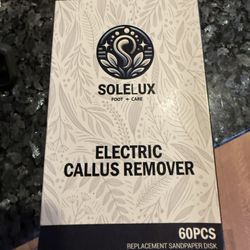 SOLELUX
FOOT + CARE
ELECTRIC
CALLUS REMOVER
60PCS
REPLACEMENT SANDPAPER DISK